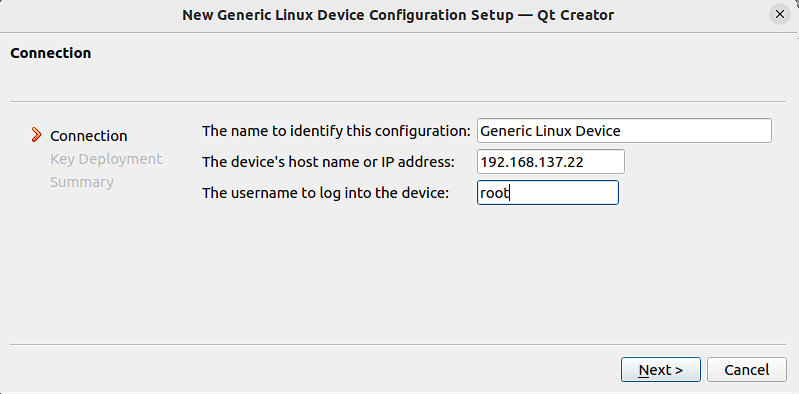 New Generic Linux Device Configuration Setup — Qt Creator
Connection
Connection
Key Deployment
Summary
The name to identify this configuration: Generic Linux Device
The device's host name or IP address: 192.168.137.22
The username to log into the device: root
Next >
Cancel